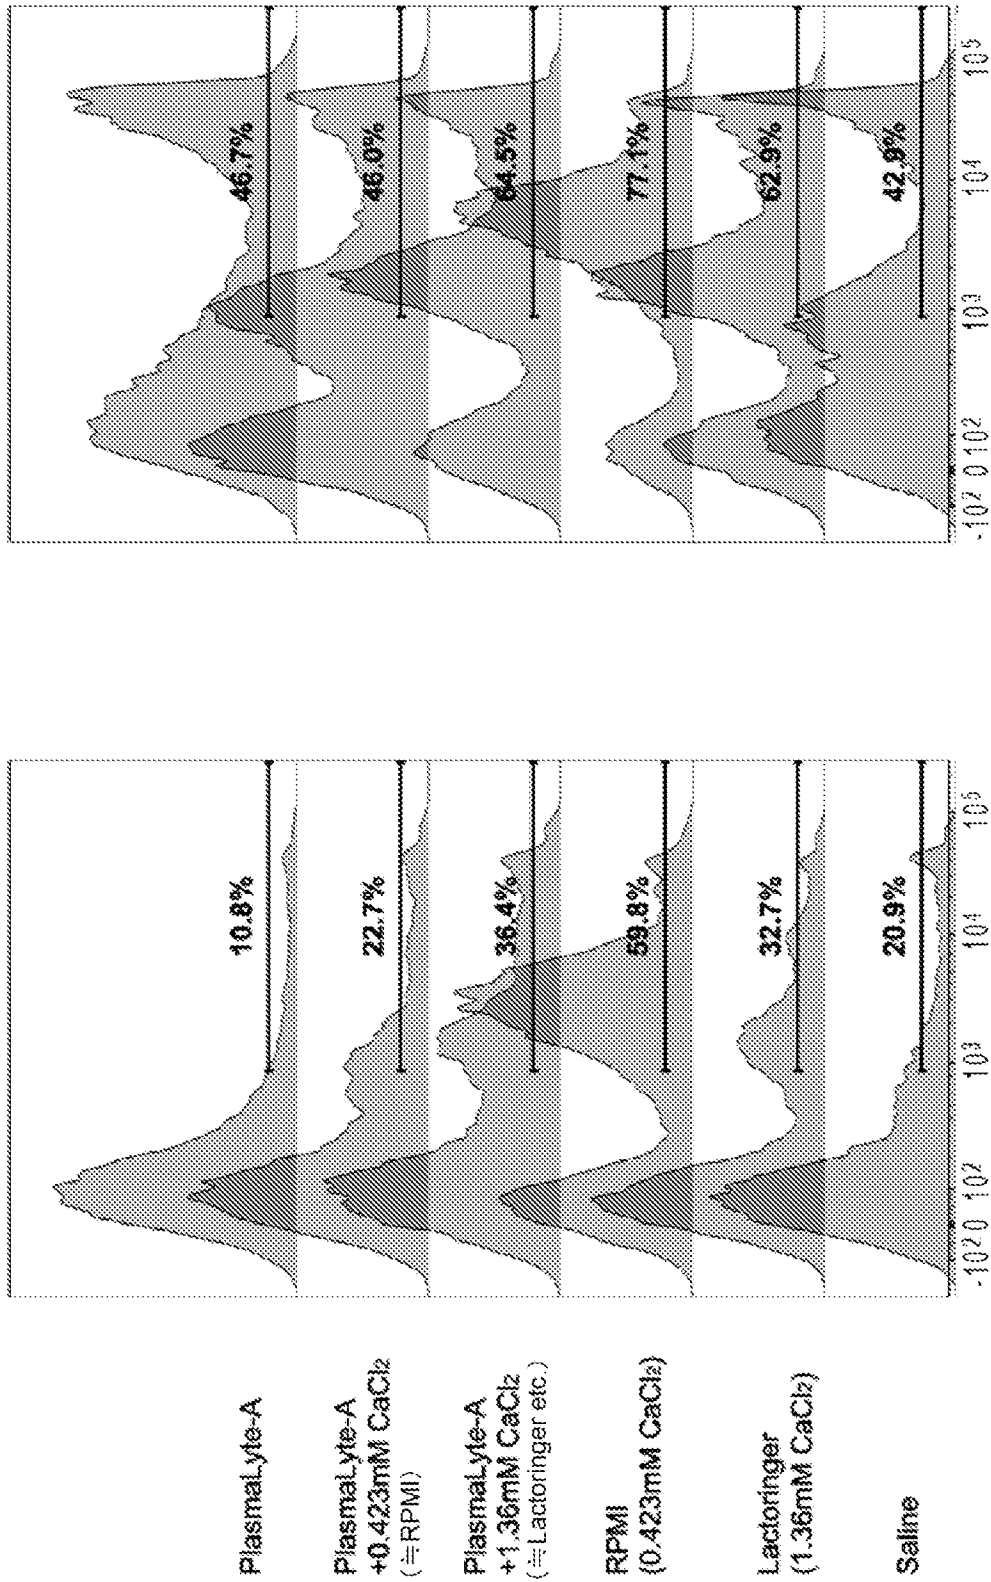 PlasmaLyte-A
PlasmaLyte-A
+0.423mM CaCl2
(≒RPMI)
PlasmaLyte-A
+1.36mM CaCl2
(≒Lactoringer etc.)
RPMI
(0.423mM CaCl2)
Lactoringer
(1.36mM CaCl2)
Saline
10.8%
22.7%
36.4%
59.8%
32.7%
20.9%
-10² 0 10² 10³ 10⁴ 10⁵
46.7%
46.0%
64.5%
77.1%
62.9%
42.9%
-10² 0 10² 10³ 10⁴ 10⁵